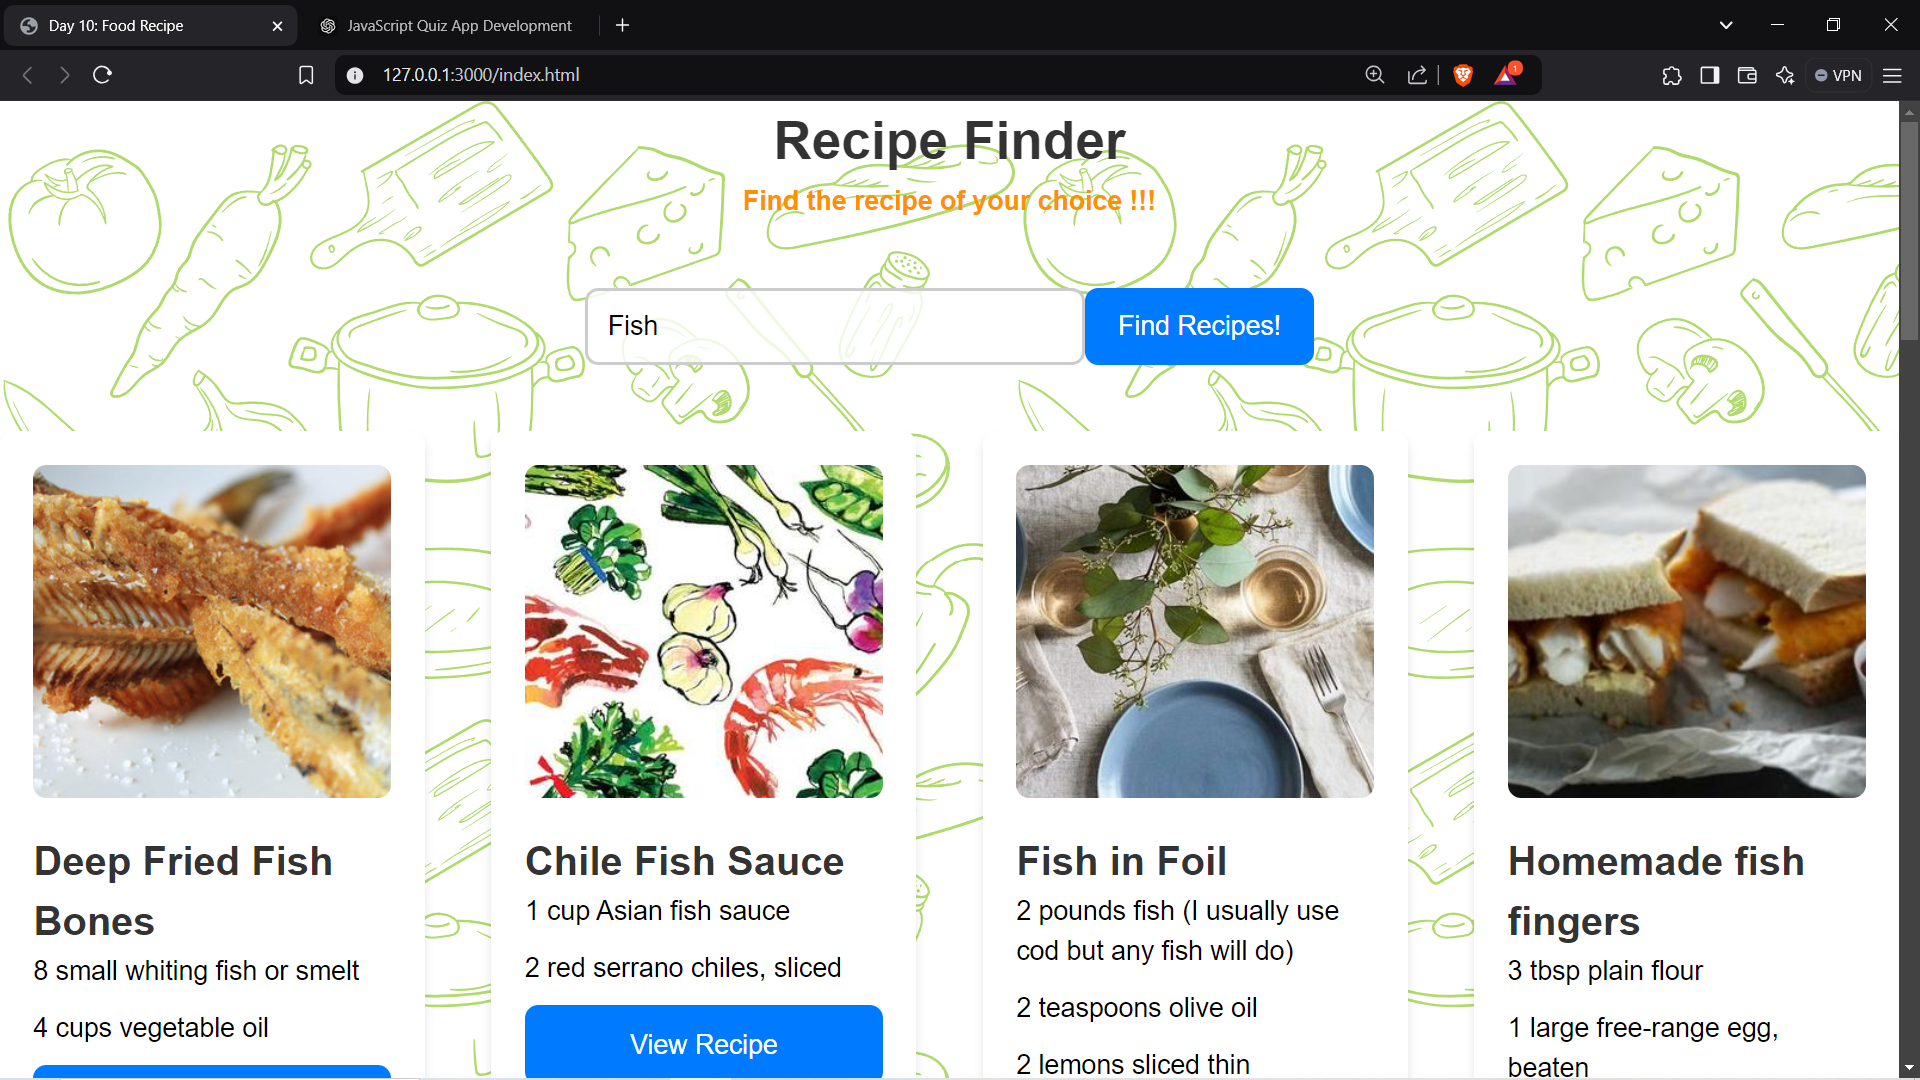 Day 10: Food Recipe
JavaScript Quiz App Development
127.0.0.1:3000/index.html
1
VPN
Recipe Finder
Find the recipe of your choice !!!
Fish
Find Recipes!
Deep Fried Fish
Bones
8 small whiting fish or smelt
4 cups vegetable oil
Chile Fish Sauce
1 cup Asian fish sauce
2 red serrano chiles, sliced
View Recipe
Fish in Foil
2 pounds fish (I usually use
cod but any fish will do)
2 teaspoons olive oil
2 lemons sliced thin
Homemade fish
fingers
3 tbsp plain flour
1 large free-range egg,
beaten